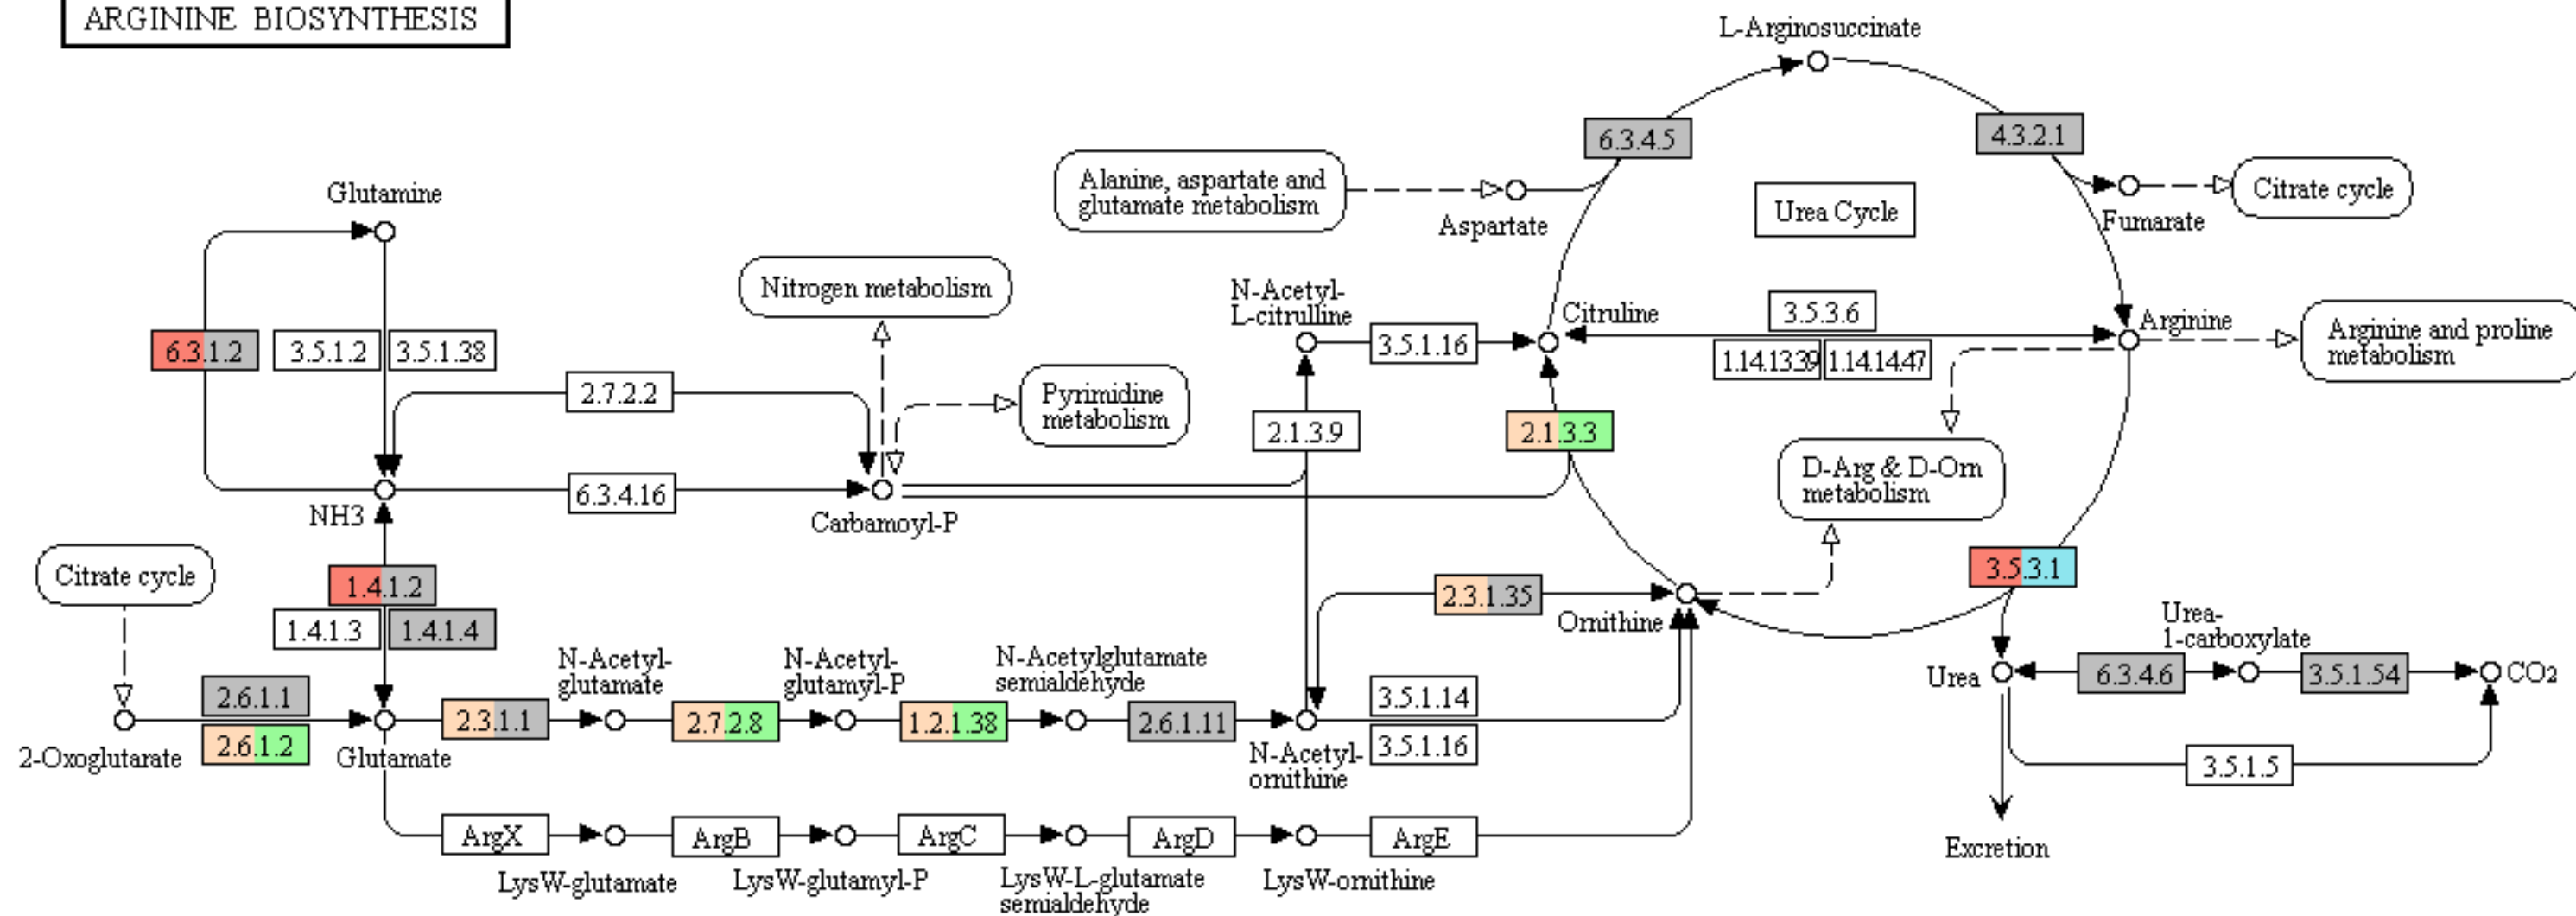 ARGININE BIOSYNTHESIS
L-Arginosuccinate
6.3.4.5
4.3.2.1
Alanine, aspartate and
glutamate metabolism
Aspartate
Urea Cycle
Fumarate
Citrate cycle
Glutamine
Nitrogen metabolism
N-Acetyl-
L-citrulline
Citruline
3.5.3.6
Arginine
Arginine and proline
metabolism
6.3.1.2
3.5.1.2
3.5.1.38
3.5.1.16
1.14.13.39
1.14.14.47
2.7.2.2
Pyrimidine
metabolism
2.1.3.9
2.1.3.3
D-Arg & D-Orn
metabolism
NH3
6.3.4.16
Carbamoyl-P
Citrate cycle
1.4.1.2
1.4.1.3
1.4.1.4
2.3.1.35
Ornithine
3.5.3.1
Urea-
1-carboxylate
N-Acetyl-
glutamate
N-Acetyl-
glutamyl-P
N-Acetylglutamate
semialdehyde
Urea
6.3.4.6
3.5.1.54
CO2
2.6.1.1
2.6.1.2
2-Oxoglutarate
Glutamate
2.3.1.1
2.7.2.8
1.2.1.38
2.6.1.11
N-Acetyl-
ornithine
3.5.1.14
3.5.1.16
3.5.1.5
ArgX
ArgB
ArgC
ArgD
ArgE
Excretion
LysW-glutamate
LysW-glutamyl-P
LysW-L-glutamate
semialdehyde
LysW-ornithine